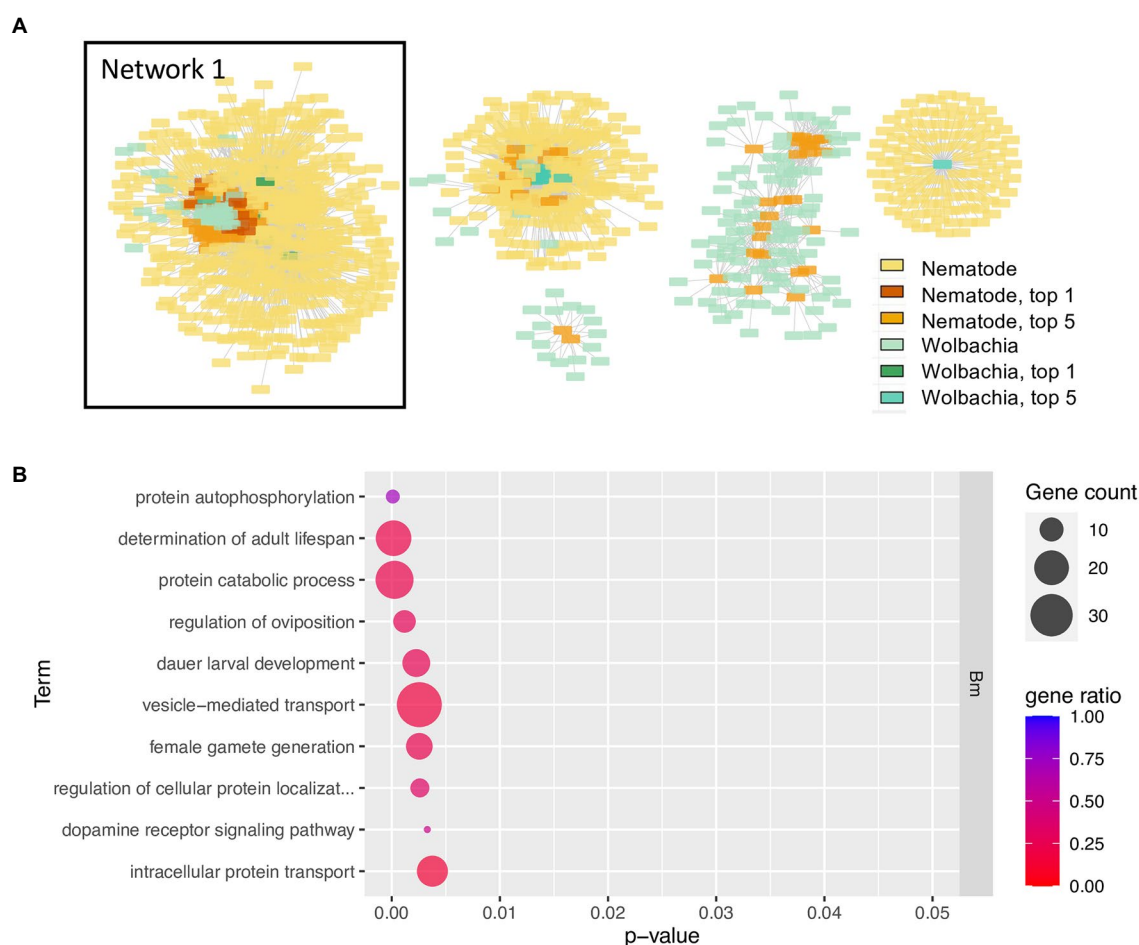 A
Network 1
Nematode
Nematode, top 1
Nematode, top 5
Wolbachia
Wolbachia, top 1
Wolbachia, top 5
B
Term
protein autophosphorylation
determination of adult lifespan
protein catabolic process
regulation of oviposition
dauer larval development
vesicle−mediated transport
female gamete generation
regulation of cellular protein localizat...
dopamine receptor signaling pathway
intracellular protein transport
0.00 0.01 0.02 0.03 0.04 0.05
p−value
Bm
Gene count
10
20
30
gene ratio
1.00
0.75
0.50
0.25
0.00